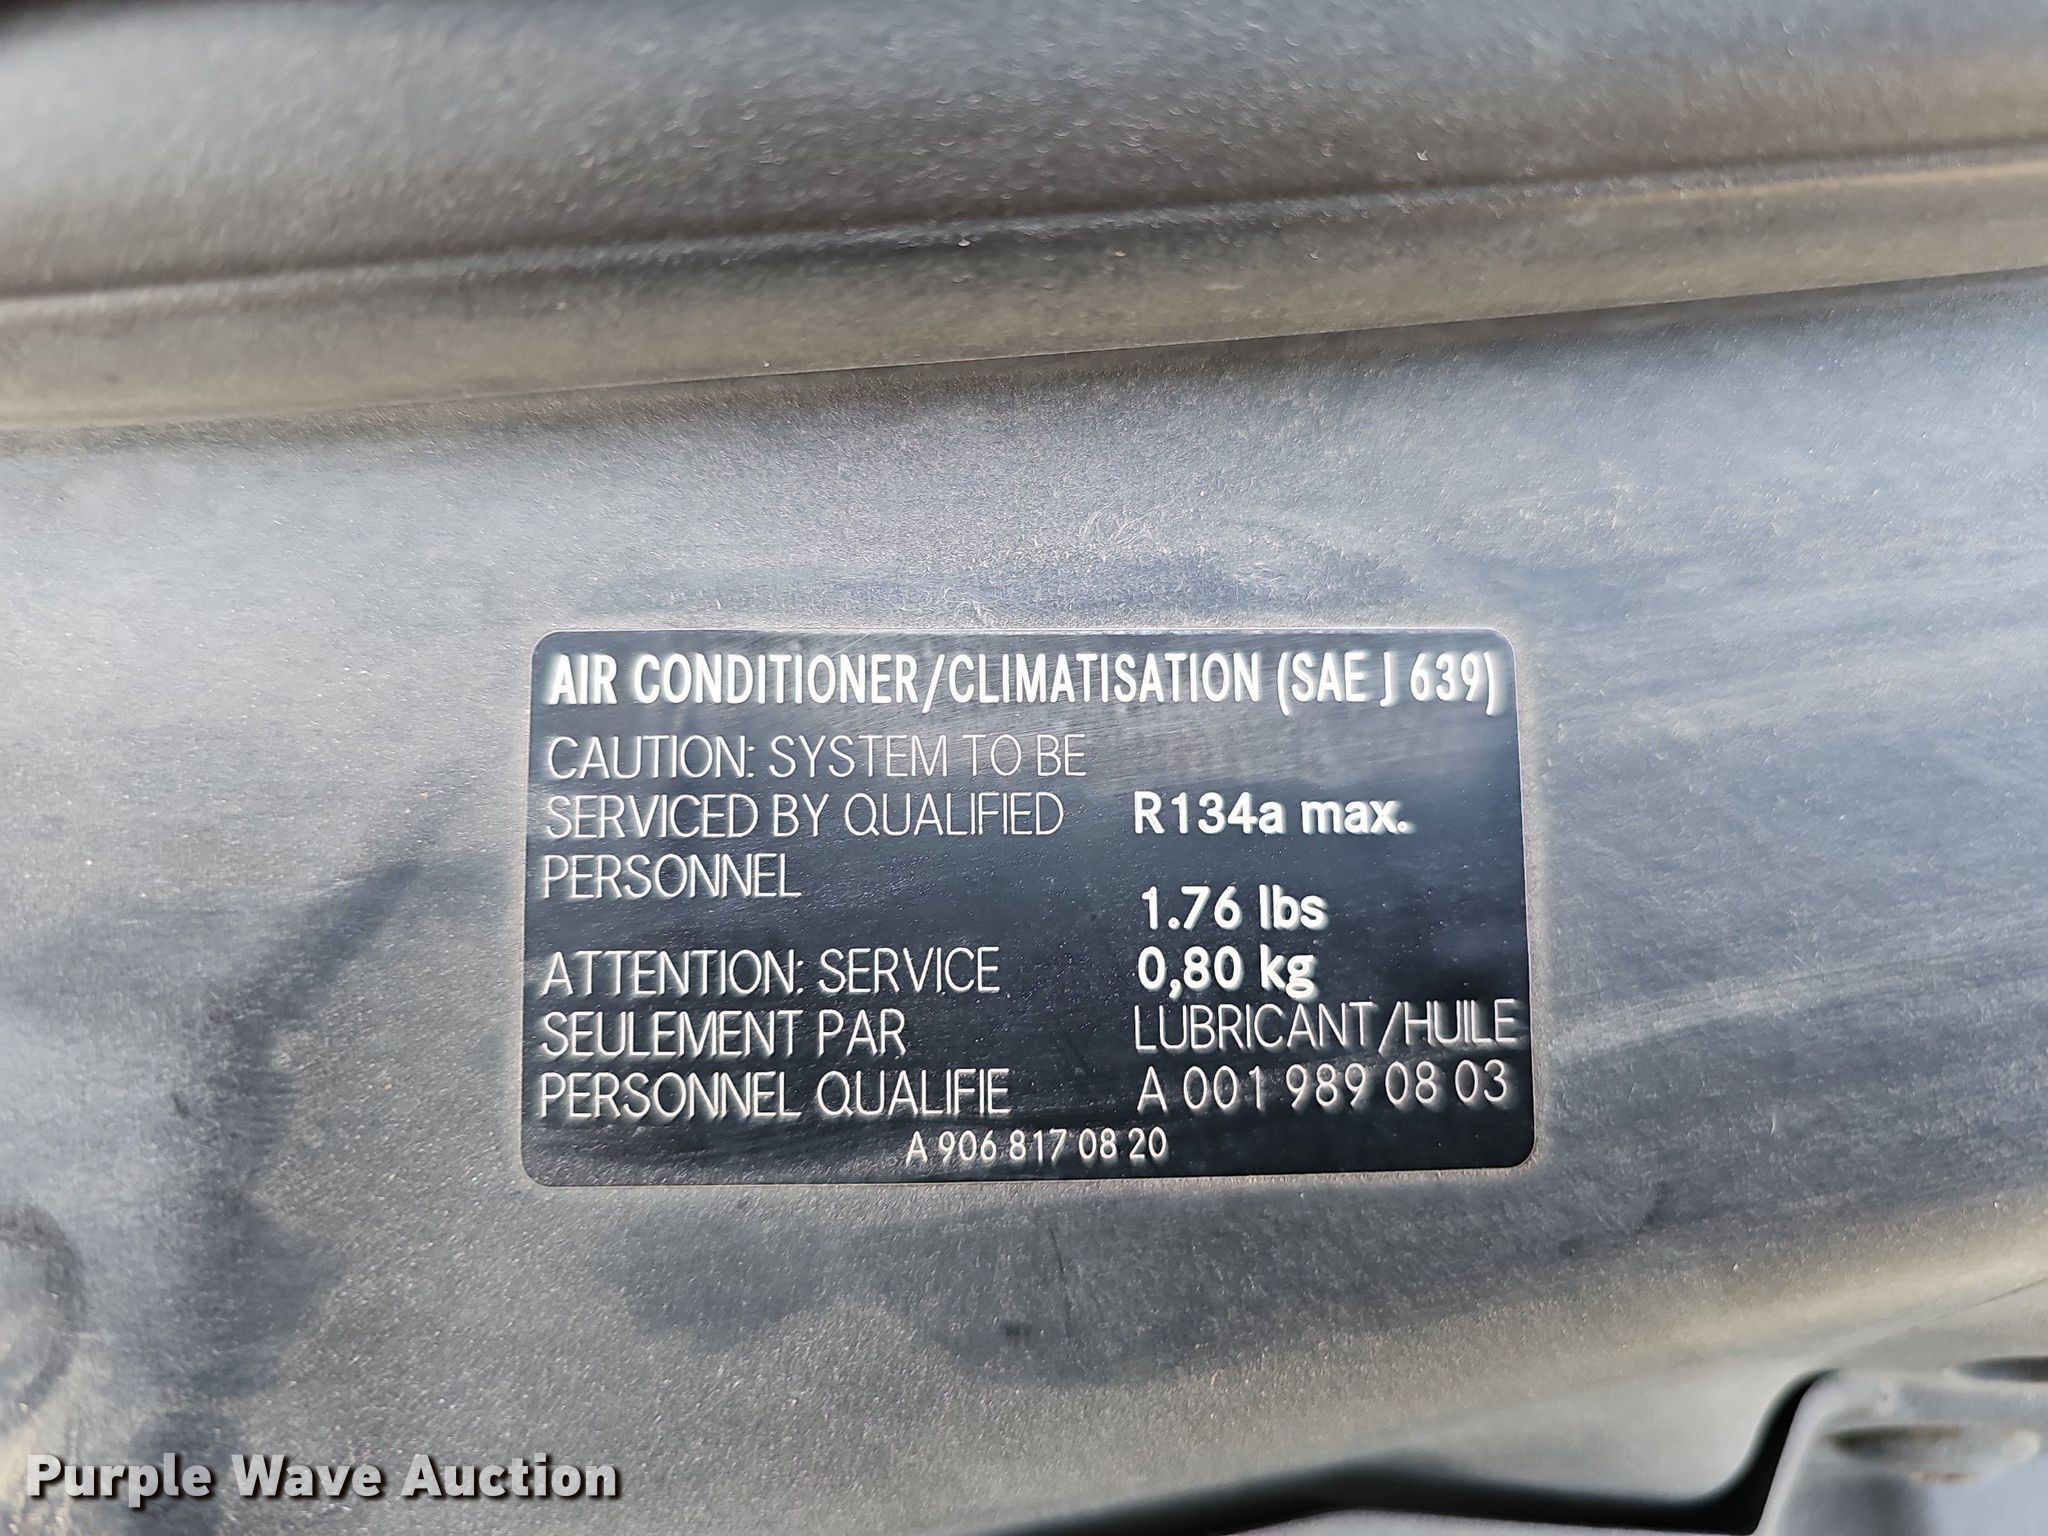 AIR CONDITIONER/CLIMATISATION (SAE J 639)
CAUTION: SYSTEM TO BE
SERVICED BY QUALIFIED
PERSONNEL
R134a max.
1.76 lbs
0,80 kg
ATTENTION: SERVICE
SEULEMENT PAR
PERSONNEL QUALIFIE
LUBRICANT/HUILE
A 001 989 08 03
A 906 817 08 20
Purple Wave Auction